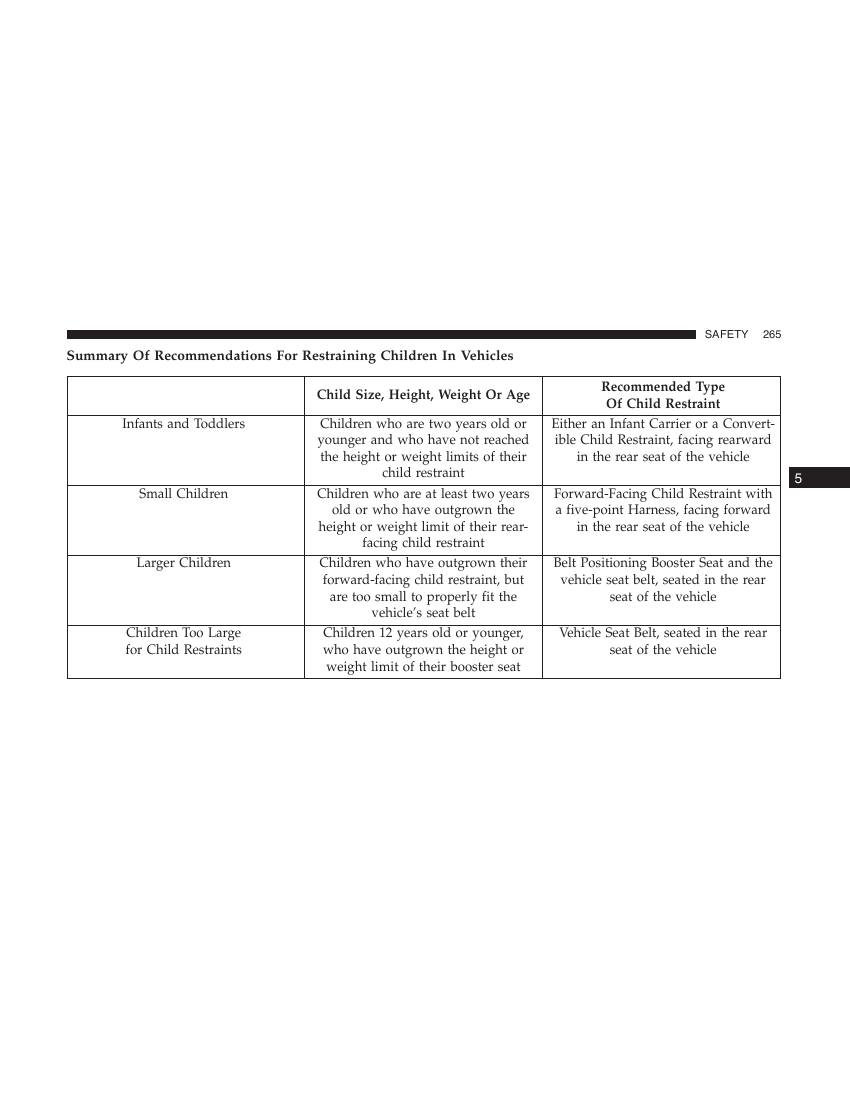 SAFETY 265
Summary Of Recommendations For Restraining Children In Vehicles
Child Size, Height, Weight Or Age
Recommended Type
Of Child Restraint
Infants and Toddlers
Children who are two years old or
younger and who have not reached
the height or weight limits of their
child restraint
Either an Infant Carrier or a Convert-
ible Child Restraint, facing rearward
in the rear seat of the vehicle
Small Children
Children who are at least two years
old or who have outgrown the
height or weight limit of their rear-
facing child restraint
Forward-Facing Child Restraint with
a five-point Harness, facing forward
in the rear seat of the vehicle
Larger Children
Children who have outgrown their
forward-facing child restraint, but
are too small to properly fit the
vehicle’s seat belt
Belt Positioning Booster Seat and the
vehicle seat belt, seated in the rear
seat of the vehicle
Children Too Large
for Child Restraints
Children 12 years old or younger,
who have outgrown the height or
weight limit of their booster seat
Vehicle Seat Belt, seated in the rear
seat of the vehicle
5